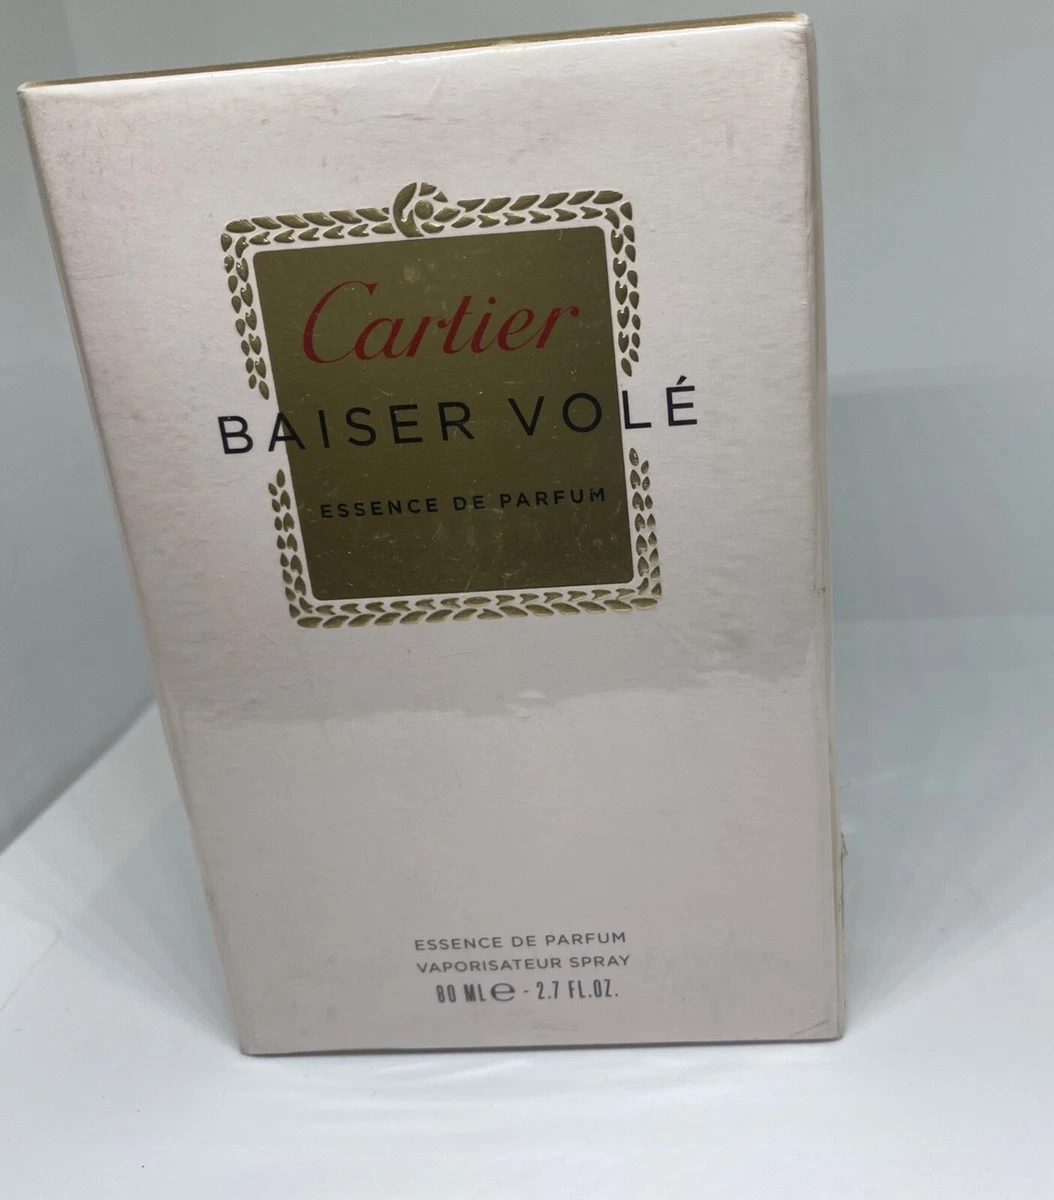 Cartier
BAISER VOLÉ
ESSENCE DE PARFUM
ESSENCE DE PARFUM
VAPORISATEUR SPRAY
80 ML℮ - 2.7 FL.OZ.